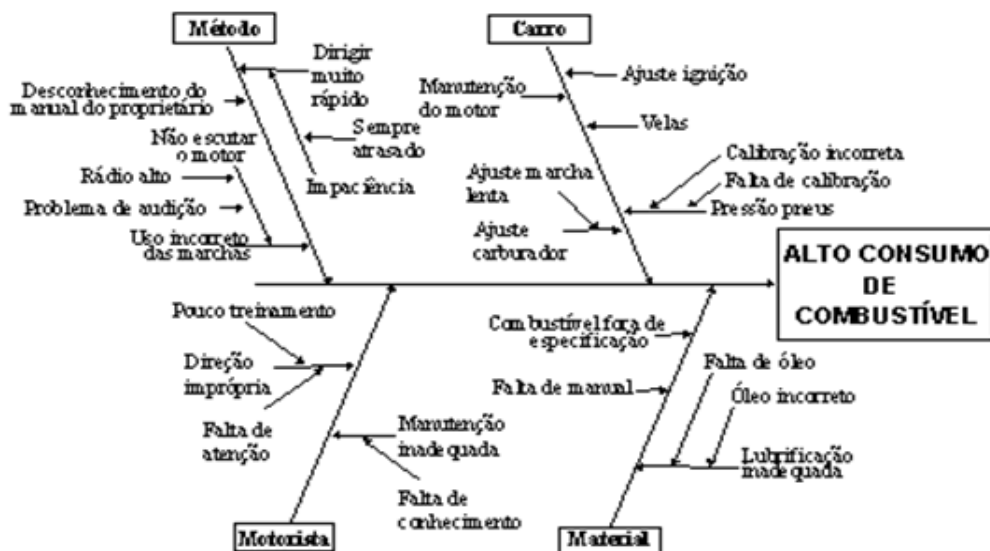 Método
Dirigir
muito
rápido
Desconhecimento do
manual do proprietário
Não escutar
o motor
Sempre
atrasado
Rádio alto
Impaciência
Problema de audição
Uso incorreto
das marchas
Carro
Ajuste ignição
Manutenção
do motor
Velas
Calibração incorreta
Ajuste marcha
lenta
Falta de calibração
Pressão pneus
Ajuste
carburador
ALTO CONSUMO
DE
COMBUSTÍVEL
Pouco treinamento
Direção
imprópria
Falta de
atenção
Manutenção
inadequada
Falta de
conhecimento
Motorista
Combustível fora de
especificação
Falta de óleo
Falta de manual
Óleo incorreto
Lubrificação
inadequada
Material